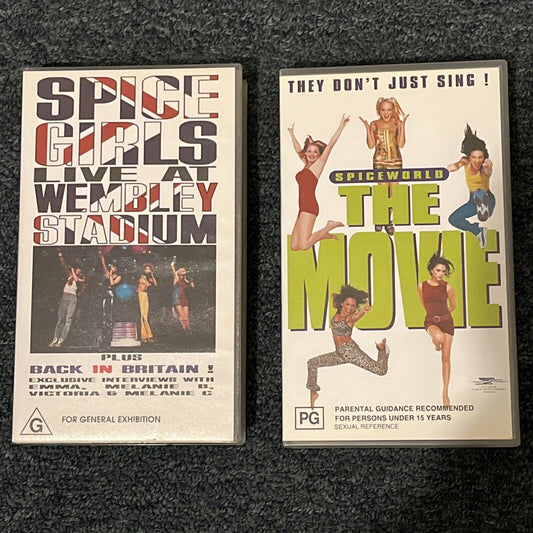 SPICE
GIRLS
LIVE AT
WEMBLEY
STADIUM
PLUS
BACK IN BRITAIN !
EXCLUSIVE INTERVIEWS WITH
EMMA, MELANIE B,
VICTORIA & MELANIE C
G
FOR GENERAL EXHIBITION
THEY DON'T JUST SING !
SPICEWORLD
THE
MOVIE
PG
PARENTAL GUIDANCE RECOMMENDED
FOR PERSONS UNDER 15 YEARS
SEXUAL REFERENCE